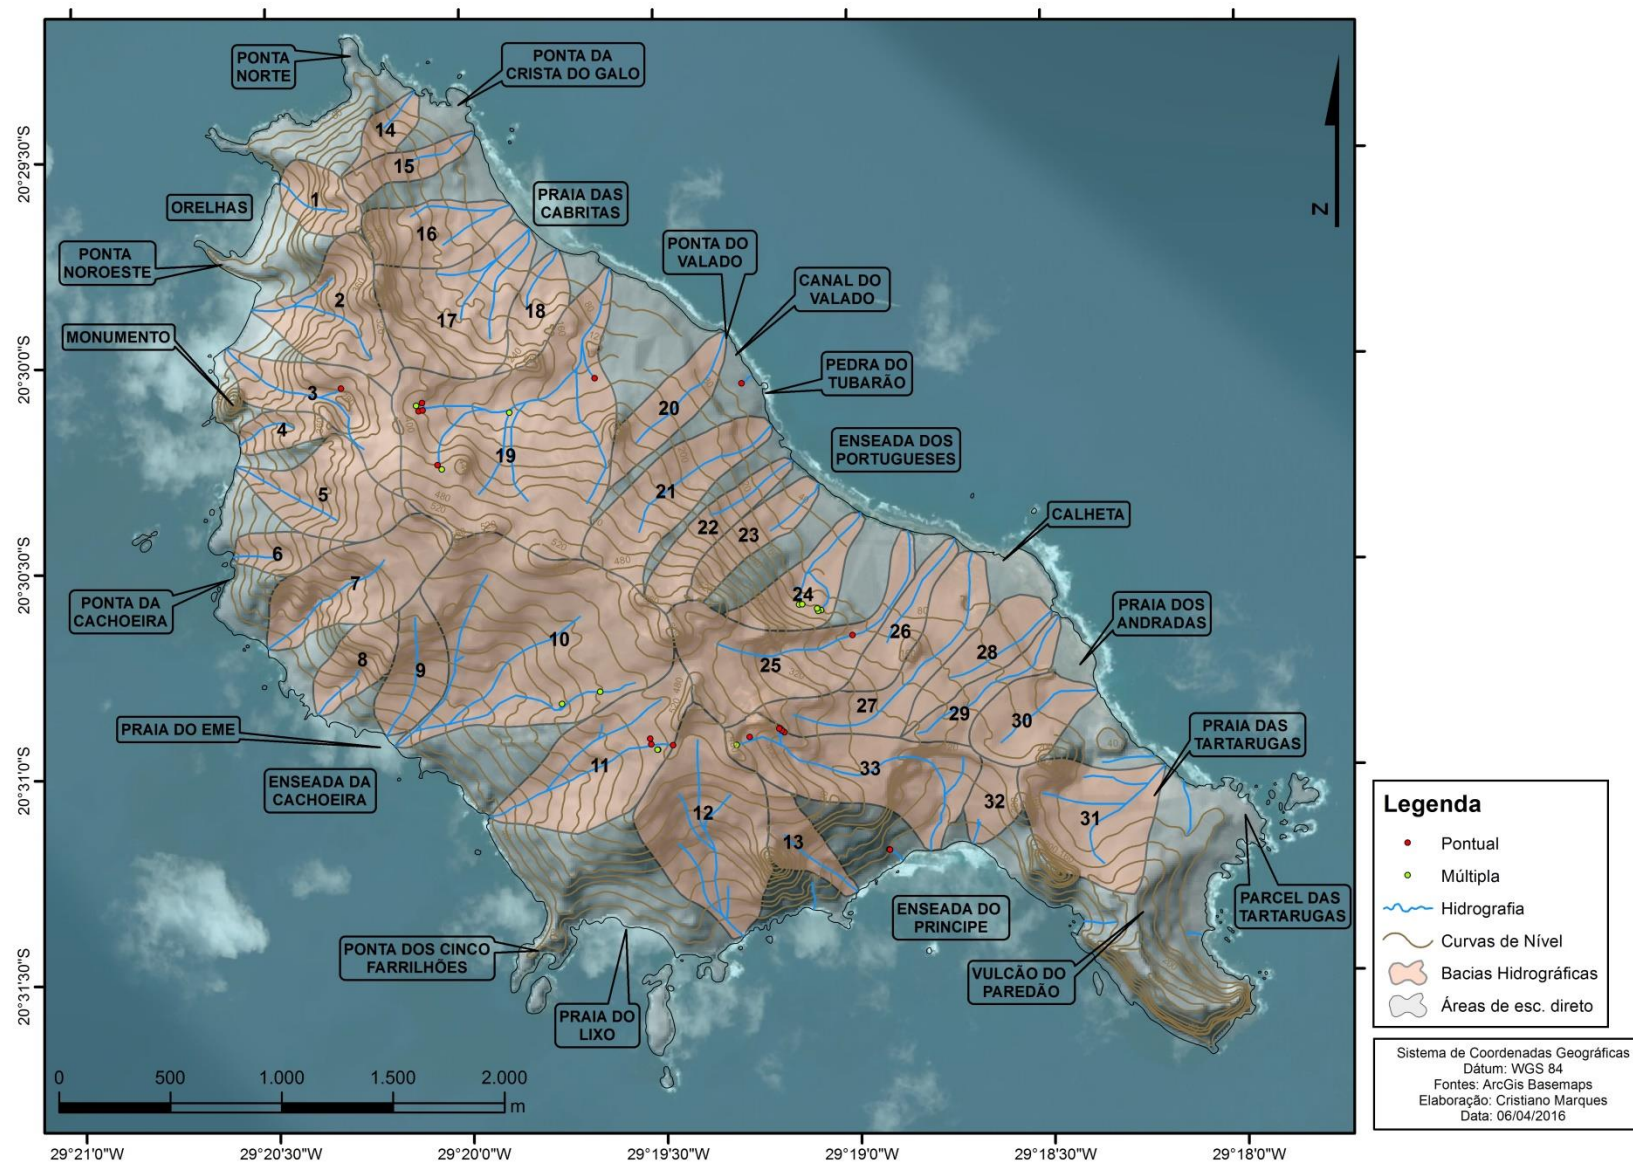 PONTA
NORTE
PONTA DA
CRISTA DO GALO
ORELHAS
PRAIA DAS
CABRITAS
PONTA
NOROESTE
PONTA DO
VALADO
CANAL DO
VALADO
MONUMENTO
PEDRA DO
TUBARÃO
ENSEADA DOS
PORTUGUESES
CALHETA
PONTA DA
CACHOEIRA
PRAIA DOS
ANDRADAS
PRAIA DO EME
PRAIA DAS
TARTARUGAS
ENSEADA DA
CACHOEIRA
PARCEL DAS
TARTARUGAS
ENSEADA DO
PRINCIPE
PONTA DOS CINCO
FARRILHÕES
VULCÃO DO
PAREDÃO
PRAIA DO
LIXO
14
15
1
16
2
17
18
3
4
19
20
5
21
22
23
6
7
24
8
9
10
25
26
28
27
29
30
11
33
12
13
32
31
N
20°29'30"S
20°30'0"S
20°30'30"S
20°31'0"S
20°31'30"S
0 500 1.000 1.500 2.000
m
29°21'0"W 29°20'30"W 29°20'0"W 29°19'30"W 29°19'0"W 29°18'30"W 29°18'0"W
Legenda
Pontual
Múltipla
Hidrografia
Curvas de Nível
Bacias Hidrográficas
Áreas de esc. direto
Sistema de Coordenadas Geográficas
Dátum: WGS 84
Fontes: ArcGis Basemaps
Elaboração: Cristiano Marques
Data: 06/04/2016